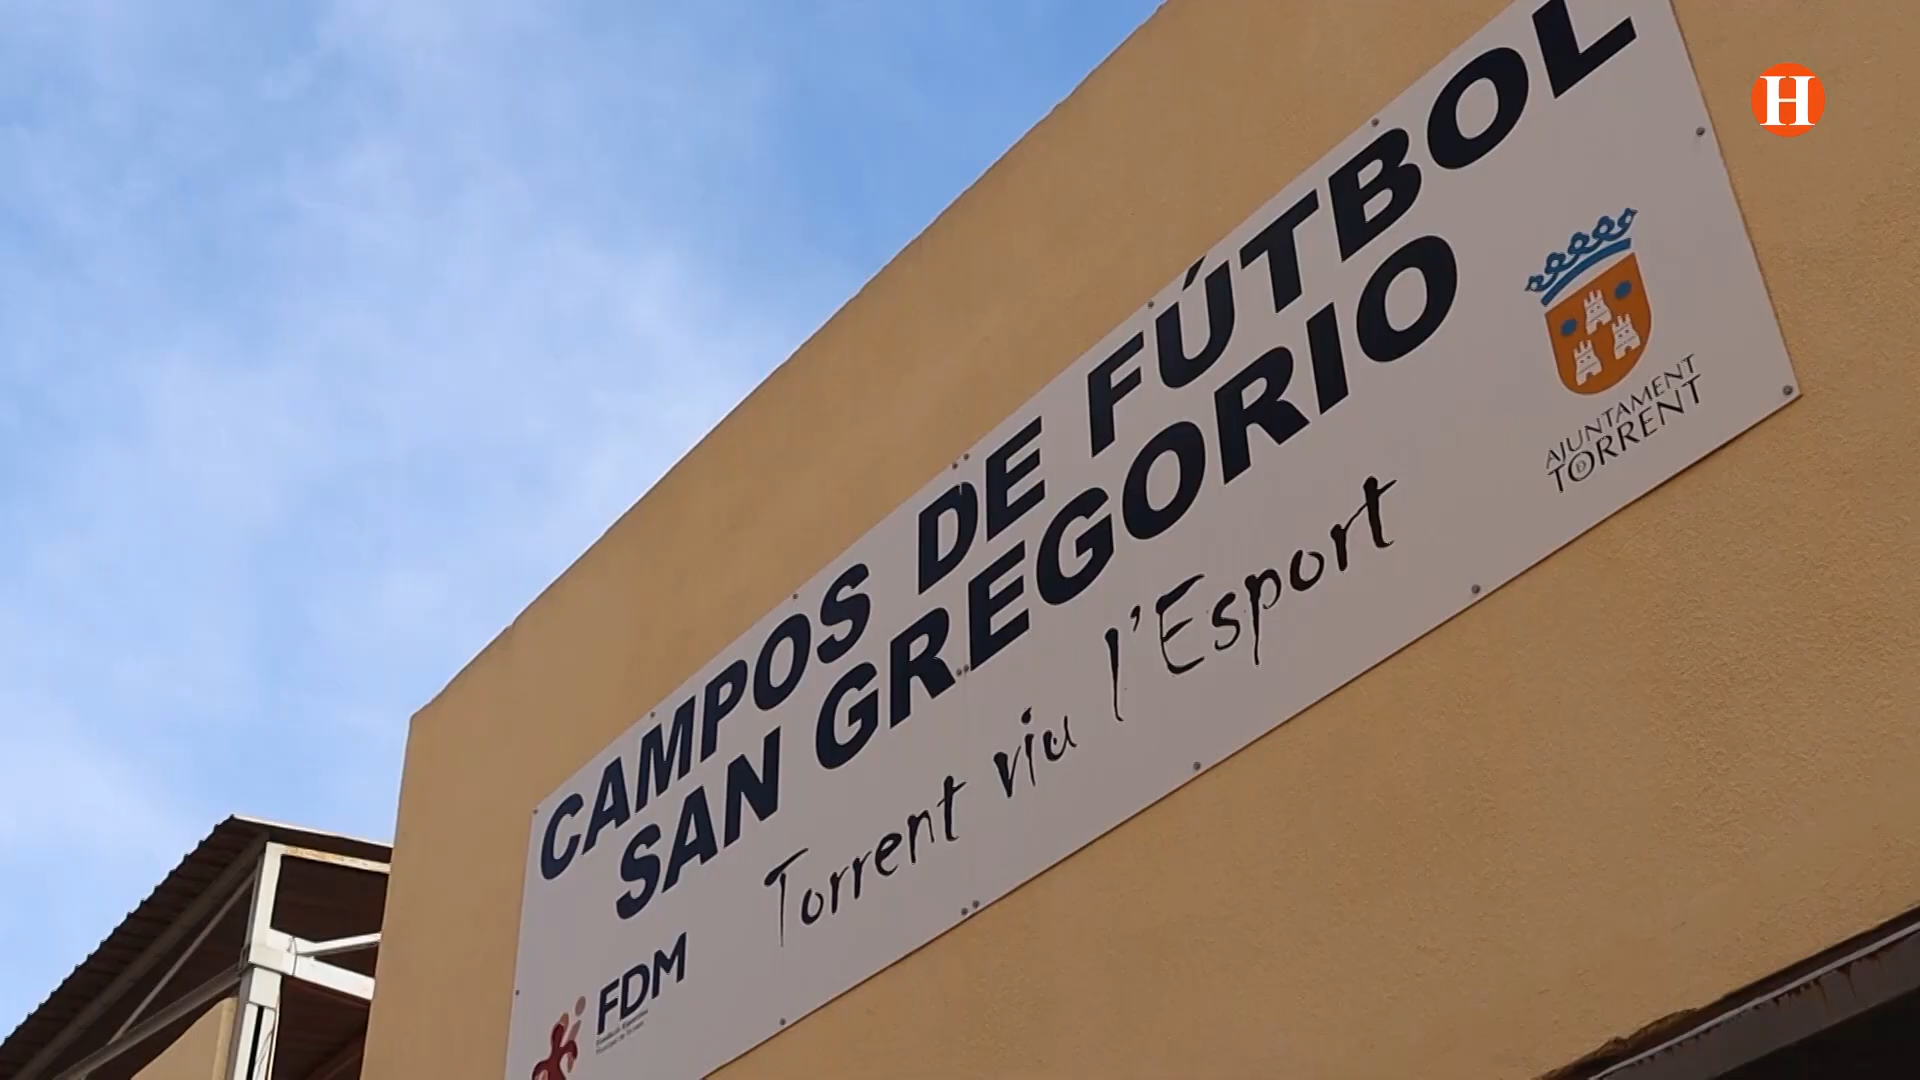 H
CAMPOS DE FÚTBOL
SAN GREGORIO
Torrent viu l'Esport
AJUNTAMENT
D
TORRENT
FDM